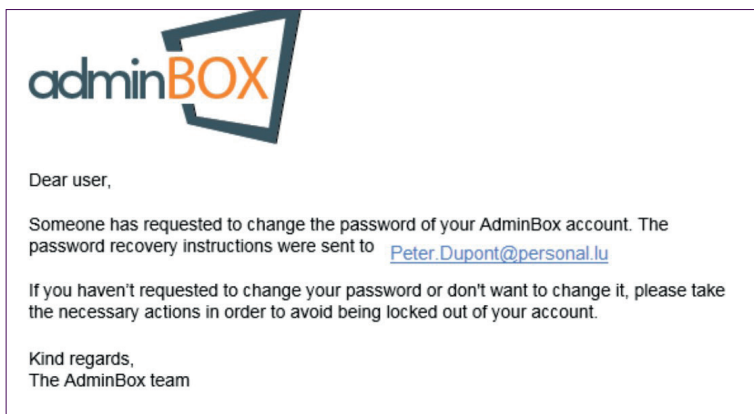 adminBOX
Dear user,
Someone has requested to change the password of your AdminBox account. The
password recovery instructions were sent to Peter.Dupont@personal.lu
If you haven't requested to change your password or don't want to change it, please take
the necessary actions in order to avoid being locked out of your account.
Kind regards,
The AdminBox team